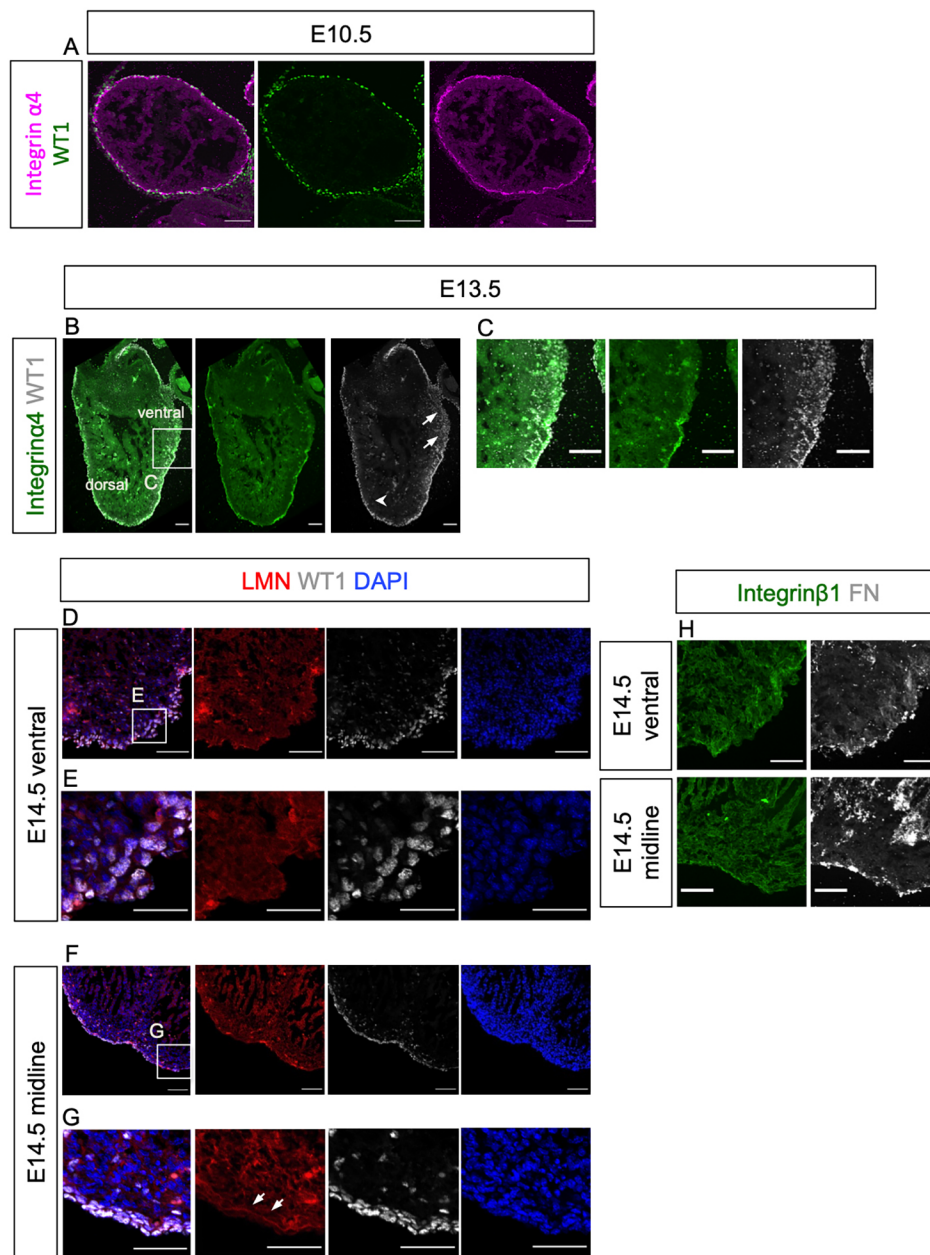 E10.5
A
Integrin α4
WT1
E13.5
B
C
Integrinα4 WT1
ventral
dorsal
C
LMN WT1 DAPI
Integrinβ1 FN
D
H
E14.5 ventral
E
E14.5
ventral
E
E14.5
midline
F
E14.5 midline
G
G